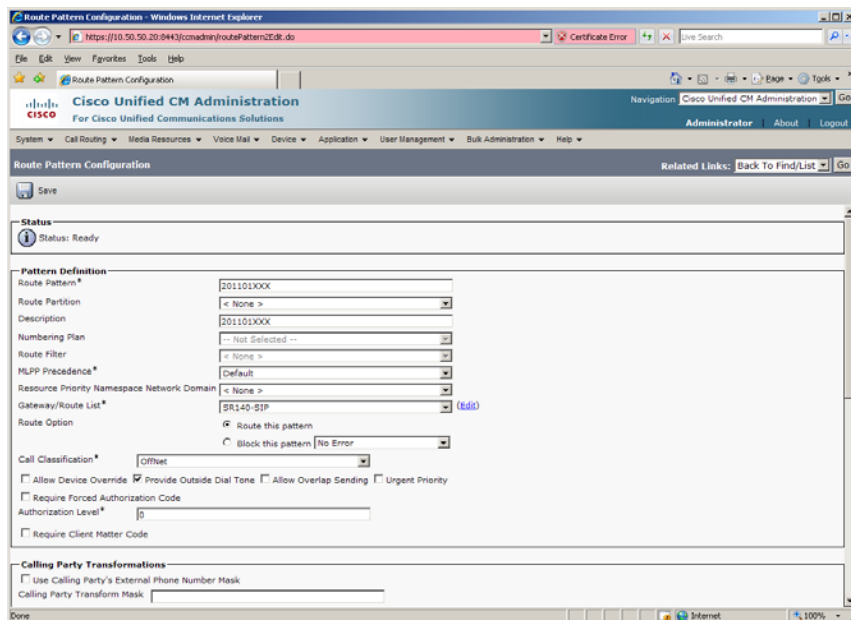 Route Pattern Configuration - Windows Internet Explorer
https://10.50.50.20:8443/ccmadmin/routePattern2Edit.do
Certificate Error
Live Search
File Edit View Favorites Tools Help
Route Pattern Configuration
Page Tools
CISCO
Cisco Unified CM Administration
For Cisco Unified Communications Solutions
Navigation Cisco Unified CM Administration Go
Administrator | About | Logout
System Call Routing Media Resources Voice Mail Device Application User Management Bulk Administration Help
Route Pattern Configuration
Related Links: Back To Find/List Go
Save
Status
Status: Ready
Pattern Definition
Route Pattern* 201101XXX
Route Partition < None >
Description 201101XXX
Numbering Plan -- Not Selected --
Route Filter < None >
MLPP Precedence* Default
Resource Priority Namespace Network Domain < None >
Gateway/Route List* SR140-SIP (Edit)
Route Option Route this pattern
Block this pattern No Error
Call Classification* OffNet
Allow Device Override Provide Outside Dial Tone Allow Overlap Sending Urgent Priority
Require Forced Authorization Code
Authorization Level* 0
Require Client Matter Code
Calling Party Transformations
Use Calling Party's External Phone Number Mask
Calling Party Transform Mask
Done
Internet
100%